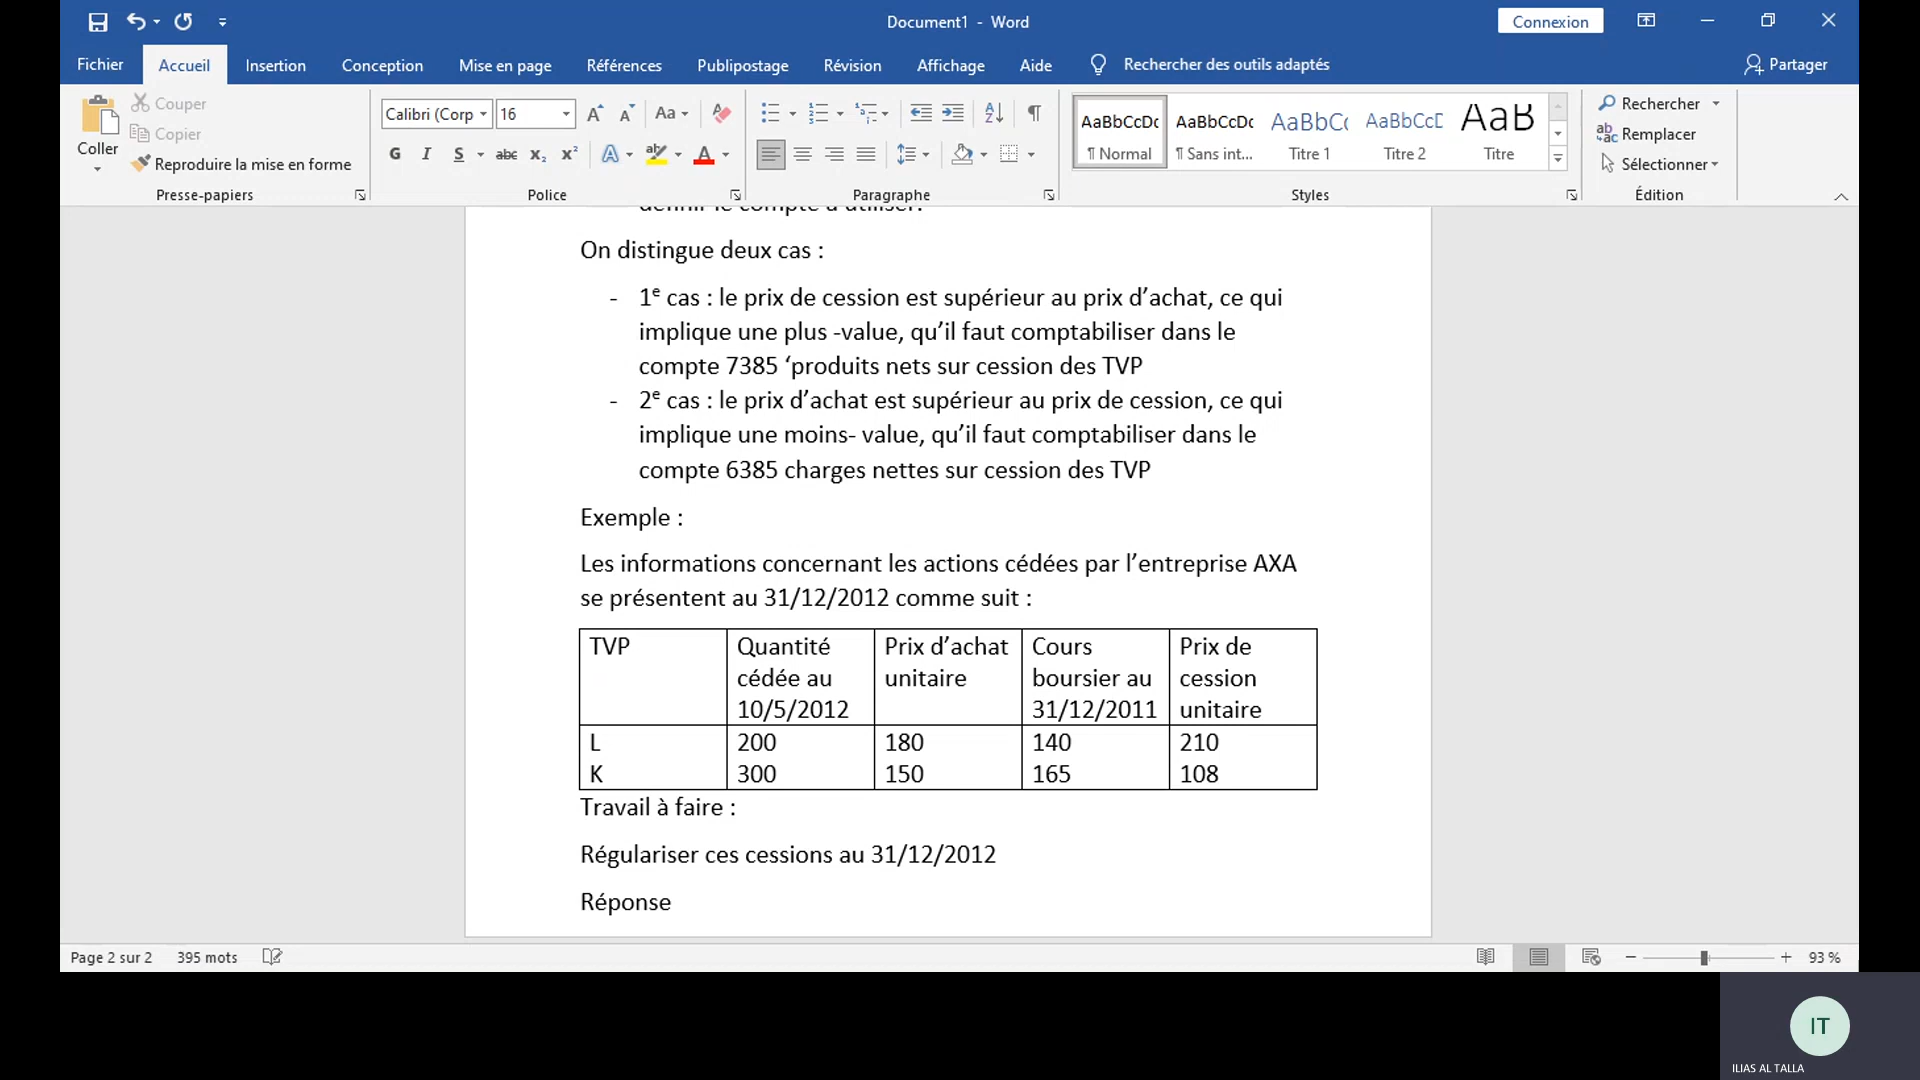 Document1 - Word
Connexion
Fichier Accueil Insertion Conception Mise en page Références Publipostage Révision Affichage Aide Rechercher des outils adaptés Partager
Coller
Couper
Copier
Reproduire la mise en forme
Presse-papiers
Calibri (Corp 16
G I S abc x₂ x²
Police
Paragraphe
AaBbCcDc AaBbCcDc AaBbCc AaBbCcD AaB
¶ Normal ¶ Sans int... Titre 1 Titre 2 Titre
Styles
Rechercher
Remplacer
Sélectionner
Édition
définir le compte à utiliser.
On distingue deux cas :
- 1e cas : le prix de cession est supérieur au prix d’achat, ce qui
implique une plus -value, qu’il faut comptabiliser dans le
compte 7385 ‘produits nets sur cession des TVP
- 2e cas : le prix d’achat est supérieur au prix de cession, ce qui
implique une moins- value, qu’il faut comptabiliser dans le
compte 6385 charges nettes sur cession des TVP
Exemple :
Les informations concernant les actions cédées par l’entreprise AXA
se présentent au 31/12/2012 comme suit :
TVP Quantité Prix d’achat Cours Prix de
cédée au unitaire boursier au cession
10/5/2012 31/12/2011 unitaire
L 200 180 140 210
K 300 150 165 108
Travail à faire :
Régulariser ces cessions au 31/12/2012
Réponse
Page 2 sur 2 395 mots 93 %
IT
ILIAS AL TALLA